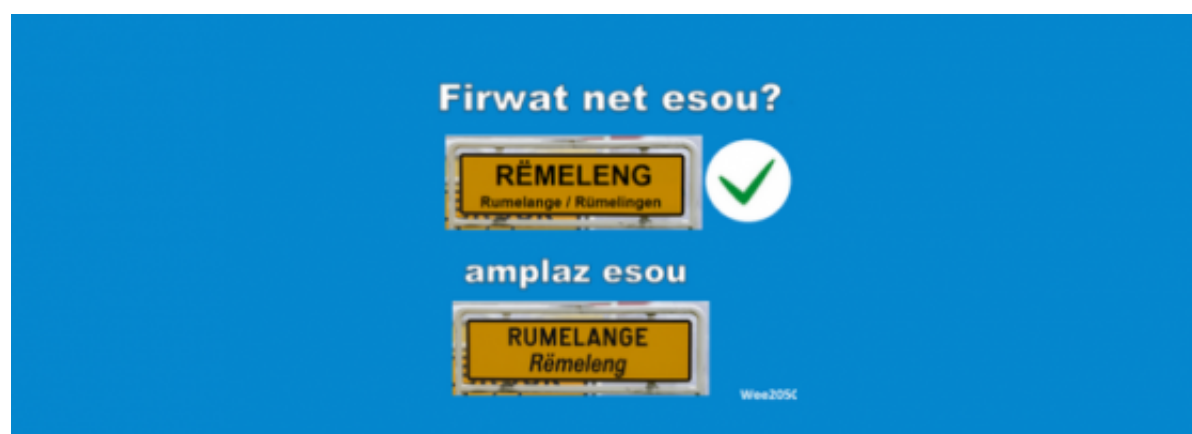 Firwat net esou?
RËMELENG
Rumelange / Rümelingen
amplaz esou
RUMELANGE
Rëmeleng